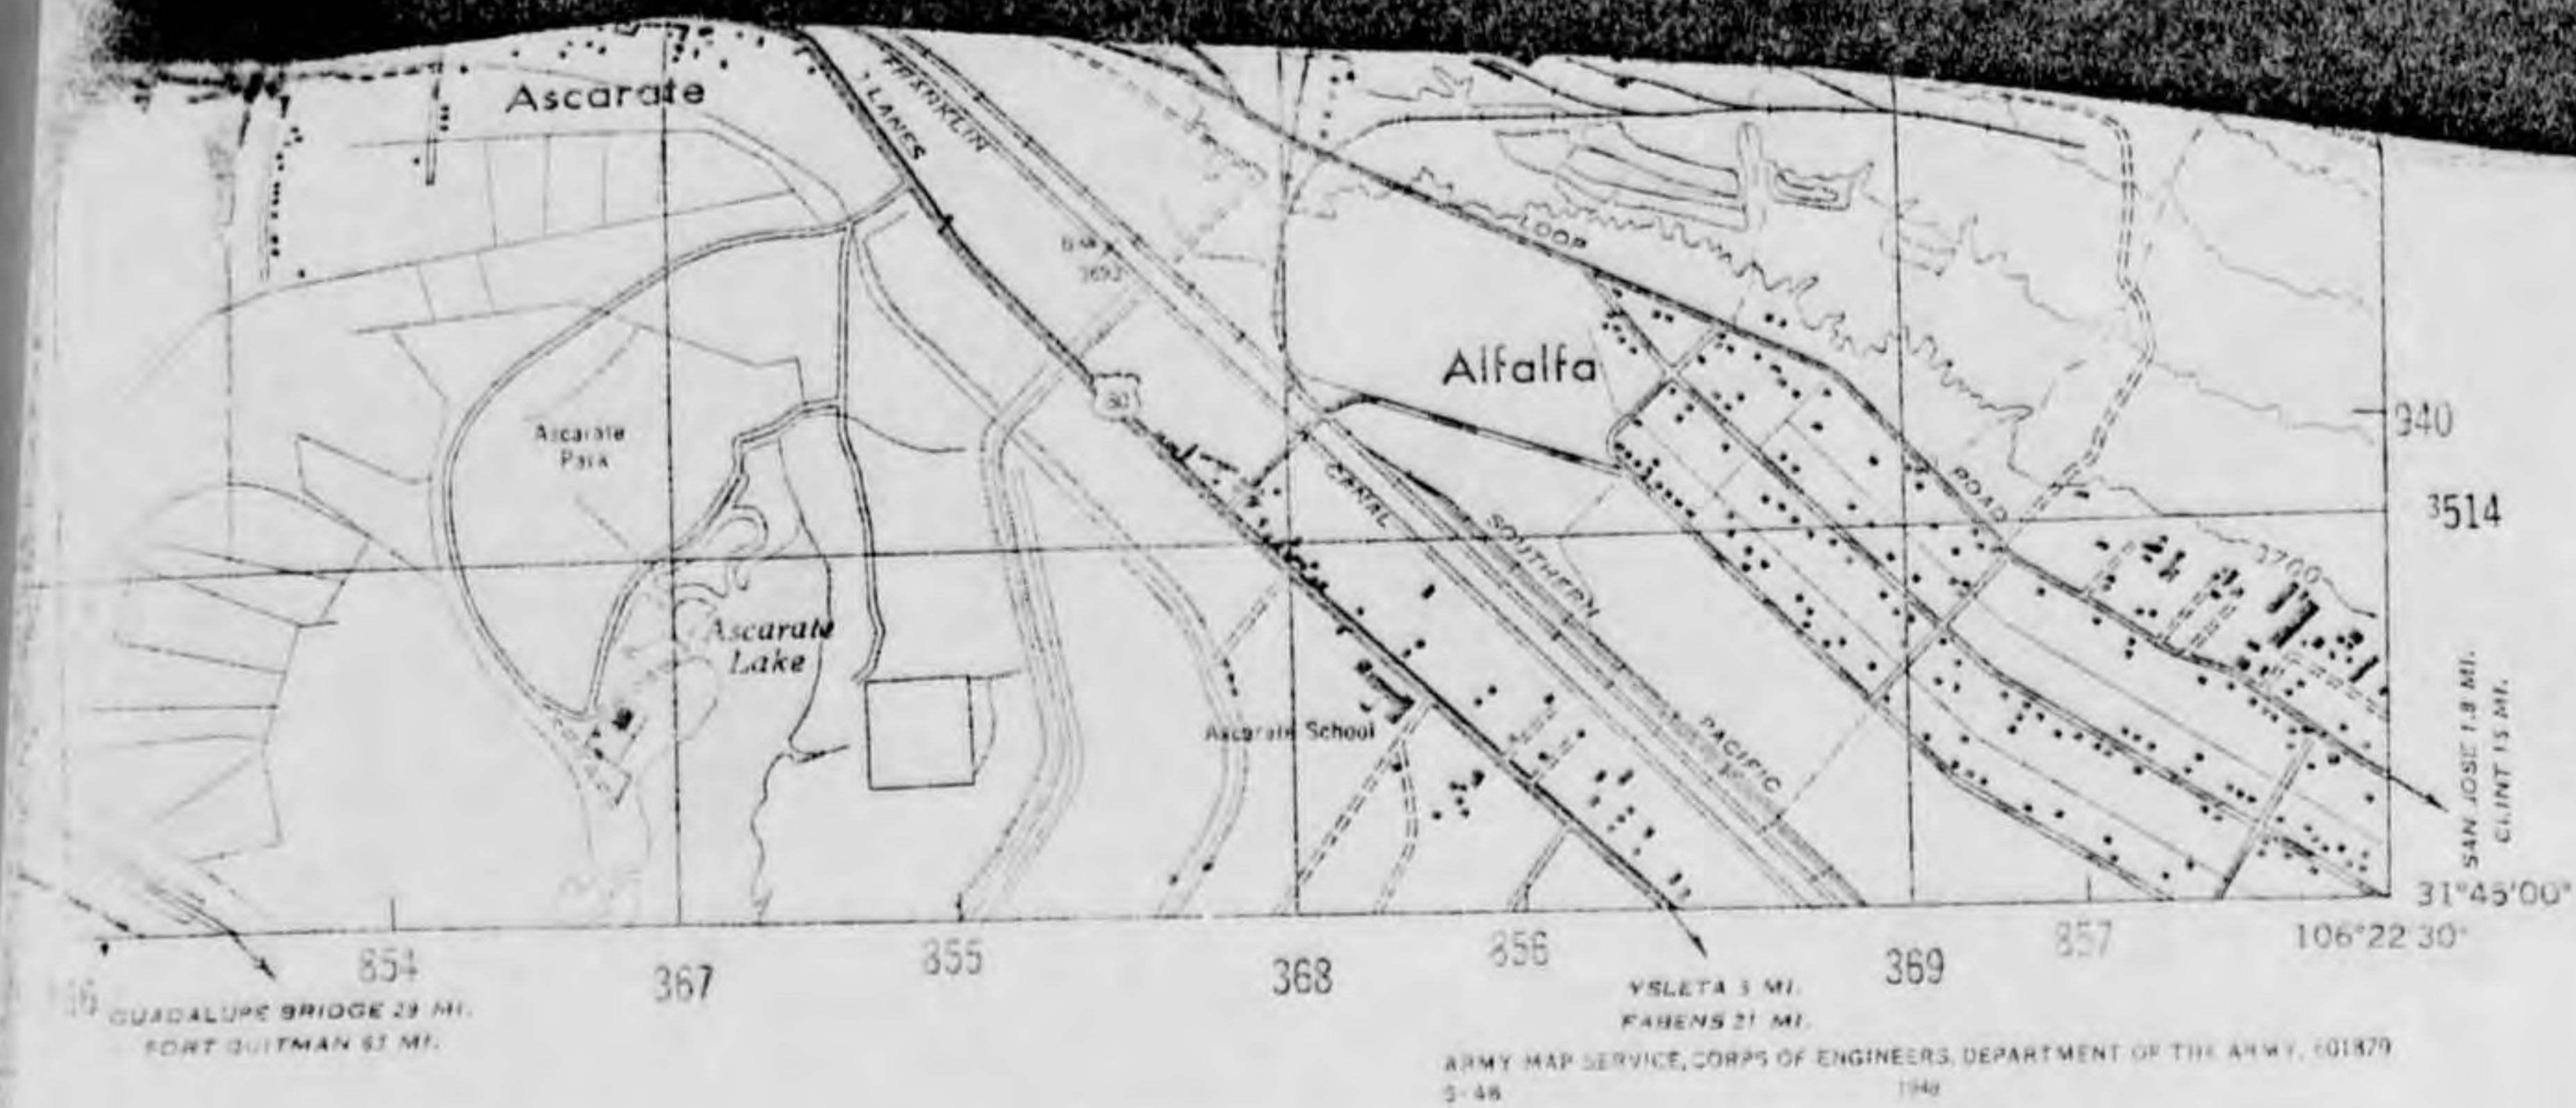 Ascarate
LANES
FRANKLIN
LOOP
Alfalfa
80
Ascarate
Park
940
3514
CANAL
ROAD
SOUTHERN
3700
Ascarate
Lake
Ascarate School
PACIFIC
SAN JOSE 1.8 MI.
CLINT 15 MI.
31°45'00"
106°22'30"
854
367
855
368
856
369
857
GUADALUPE BRIDGE 29 MI.
FORT QUITMAN 63 MI.
YSLETA 5 MI.
FABENS 21 MI.
ARMY MAP SERVICE, CORPS OF ENGINEERS, DEPARTMENT OF THE ARMY, 601879
1948